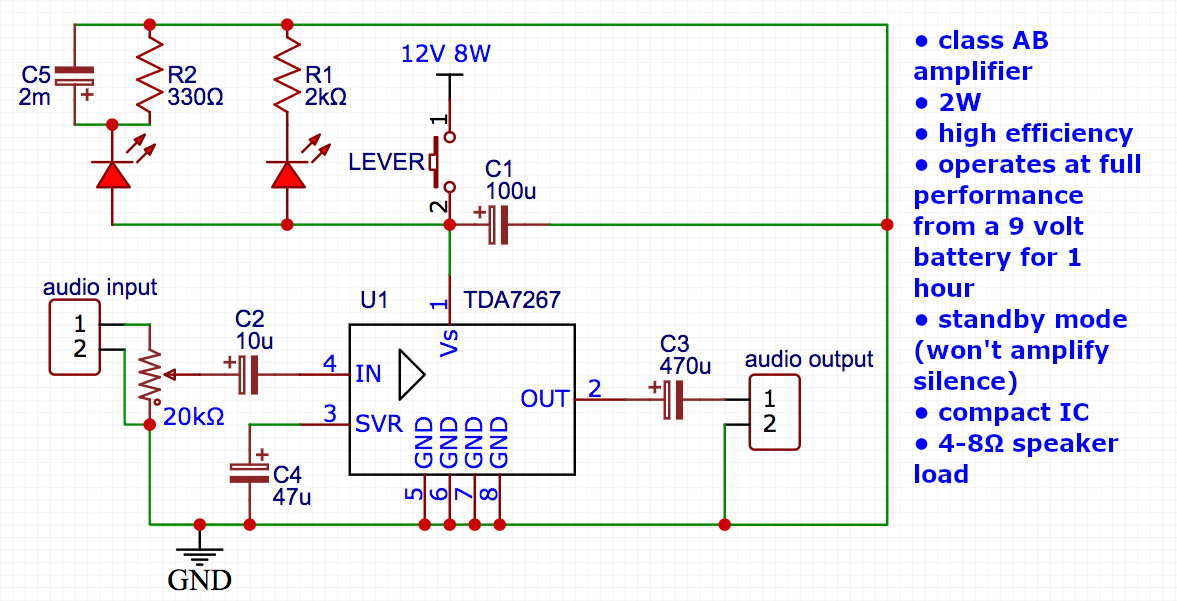 12V 8W
C5
2m
+
R2
330Ω
R1
2kΩ
1
LEVER
2
C1
100u
+
audio input
1
2
20kΩ
C2
10u
+
U1
TDA7267
1
Vs
4
IN
3
SVR
GND
GND
GND
GND
5
6
7
8
OUT
2
C3
470u
+
audio output
1
2
+
C4
47u
GND
● class AB
amplifier
● 2W
● high efficiency
● operates at full
performance
from a 9 volt
battery for 1
hour
● standby mode
(won't amplify
silence)
● compact IC
● 4-8Ω speaker
load